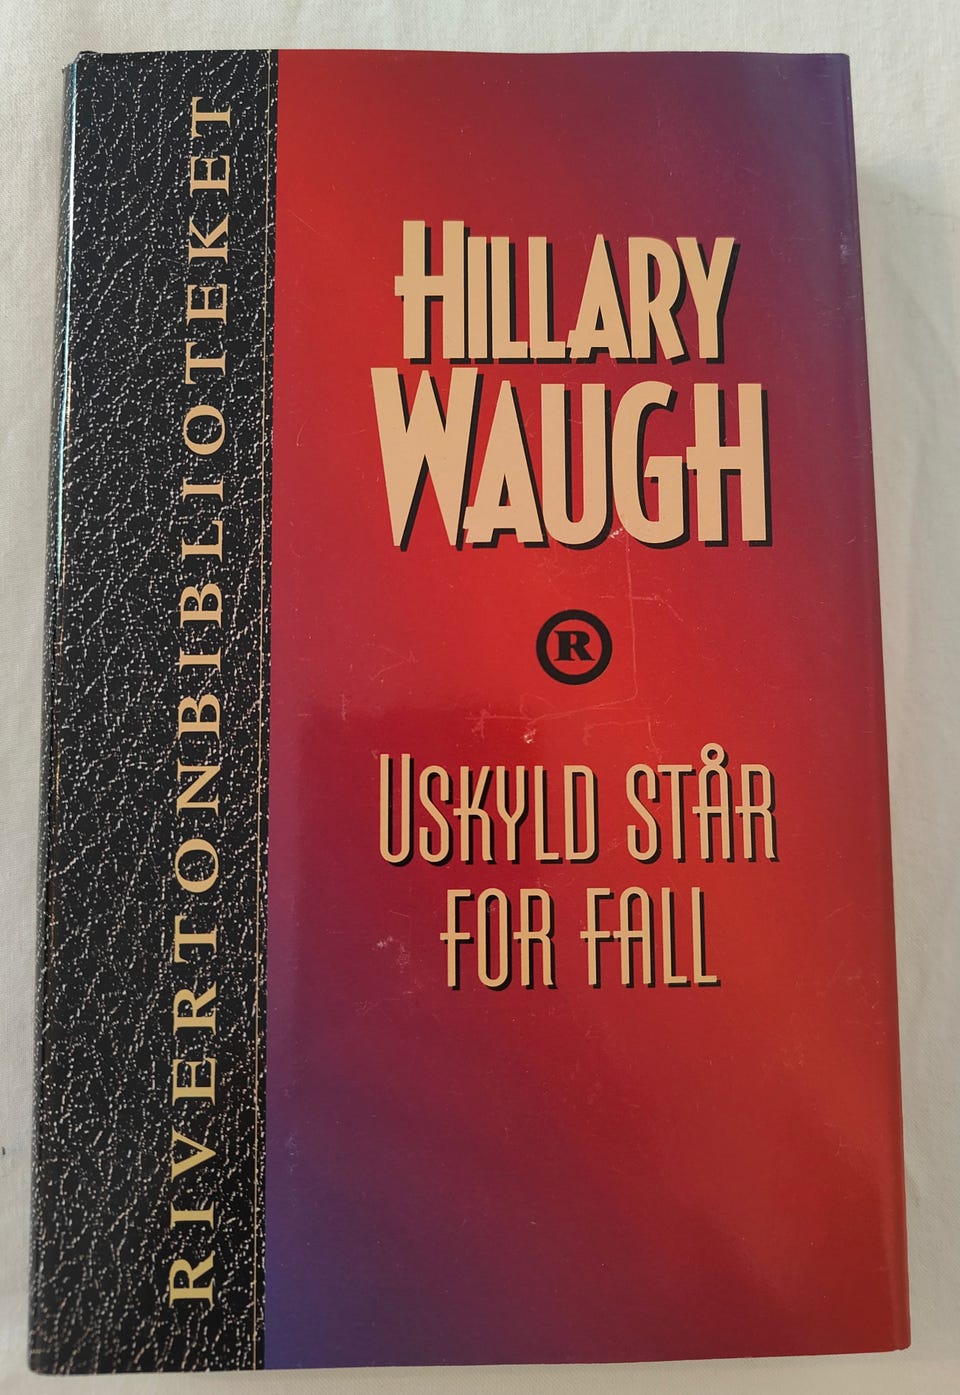 RIVERTONBIBLIOTEKET
HILLARY
WAUGH
R
USKYLD STÅR
FOR FALL